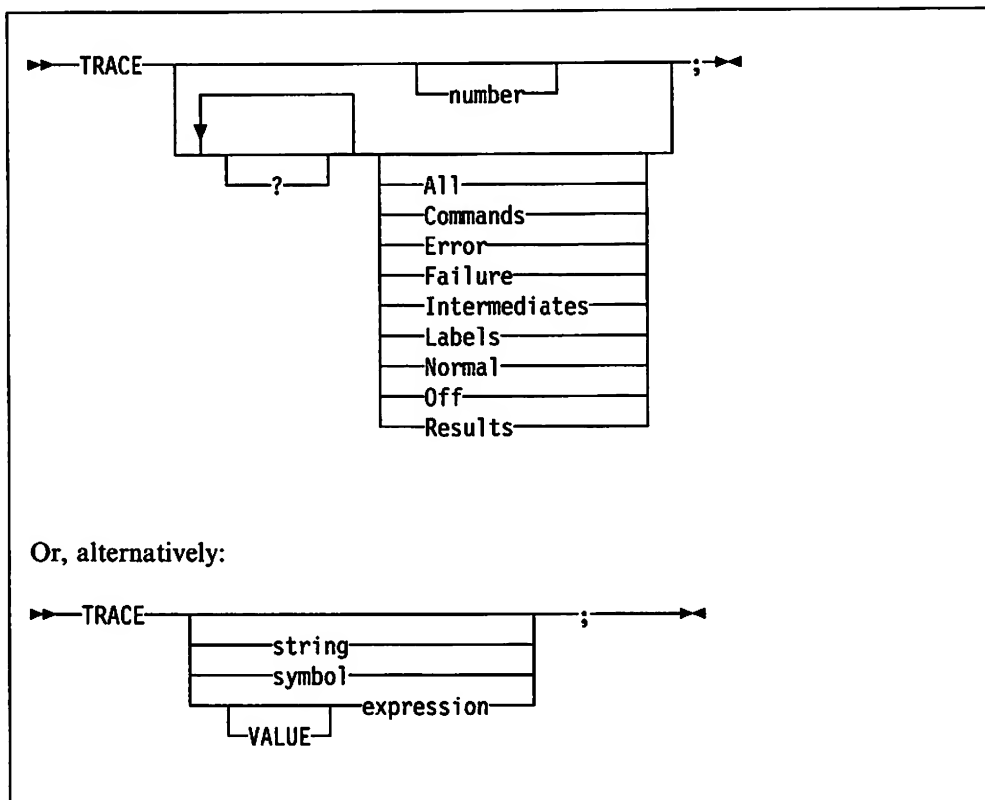 TRACE ;
number
?
All
Commands
Error
Failure
Intermediates
Labels
Normal
Off
Results
Or, alternatively:
TRACE ;
string
symbol
expression
VALUE